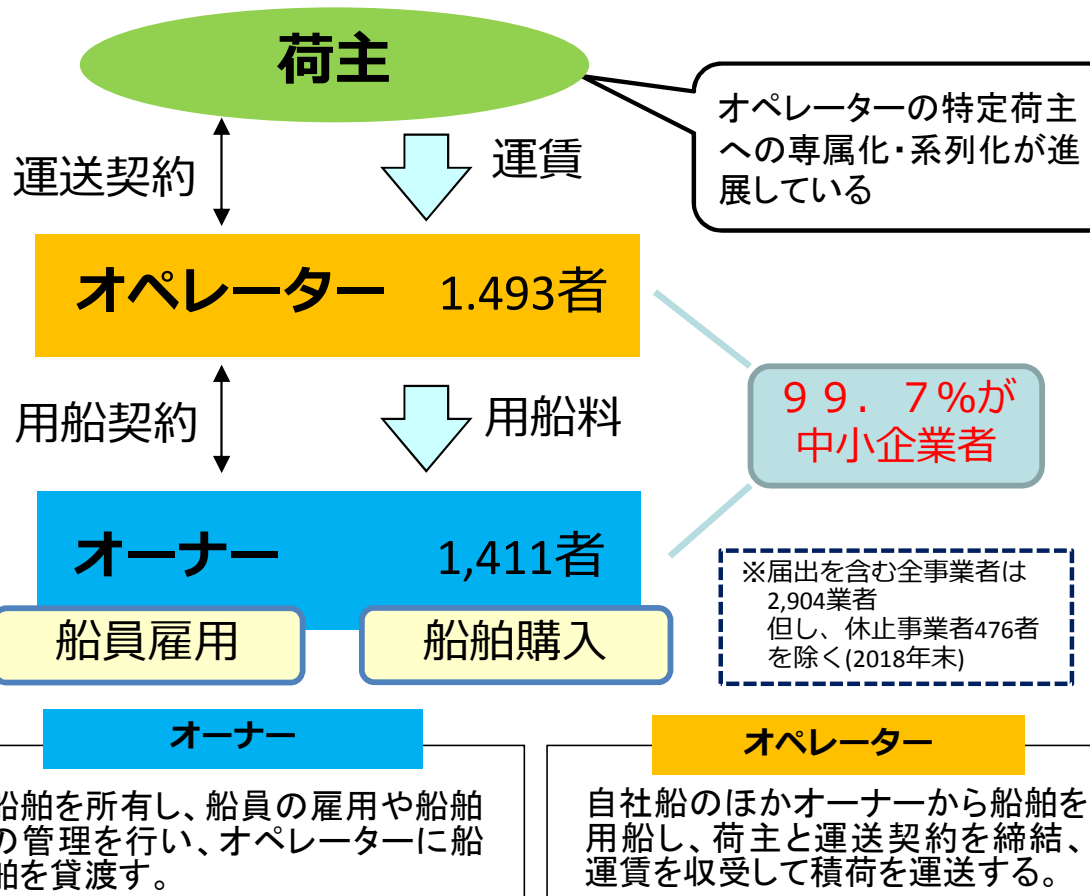 荷主
オペレーターの特定荷主
への専属化・系列化が進
展している
運送契約
運賃
オペレーター 1.493者
99.7%が
中小企業者
用船契約
用船料
オーナー 1,411者
船員雇用
船舶購入
※届出を含む全事業者は
2,904業者
但し、休止事業者476者
を除く(2018年末)
オーナー
船舶を所有し、船員の雇用や船舶
の管理を行い、オペレーターに船
舶を貸渡す。
オペレーター
自社船のほかオーナーから船舶を
用船し、荷主と運送契約を締結、
運賃を収受して積荷を運送する。